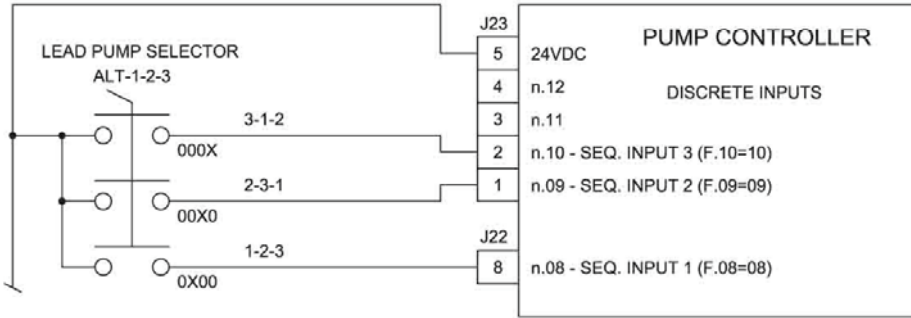 J23
PUMP CONTROLLER
LEAD PUMP SELECTOR
5 24VDC
ALT-1-2-3
4 n.12
DISCRETE INPUTS
3-1-2
3 n.11
000X
2 n.10 - SEQ. INPUT 3 (F.10=10)
2-3-1
1 n.09 - SEQ. INPUT 2 (F.09=09)
00X0
J22
1-2-3
8 n.08 - SEQ. INPUT 1 (F.08=08)
0X00